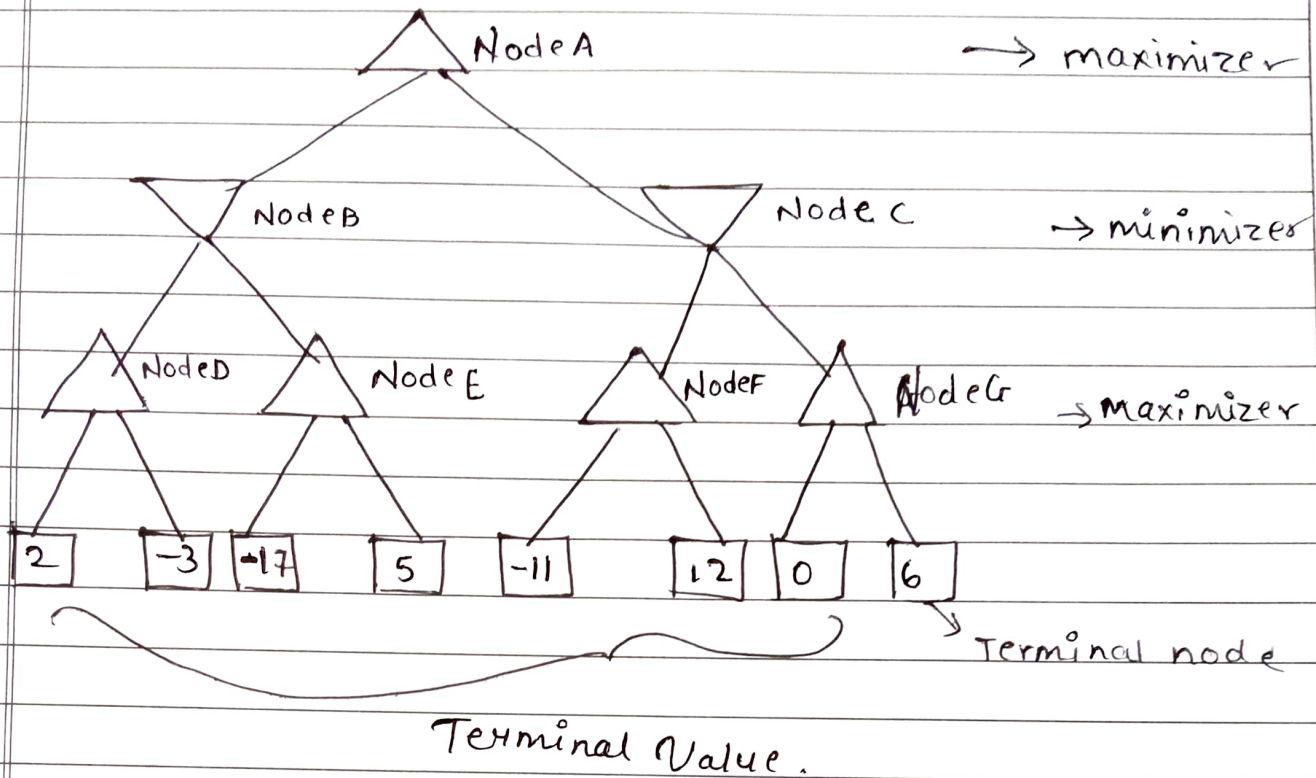 NodeA → maximizer
NodeB
Node C → minimizer
NodeD
Node E
NodeF
NodeG → Maximizer
2 -3 -17 5 -11 12 0 6
Terminal node
Terminal Value.